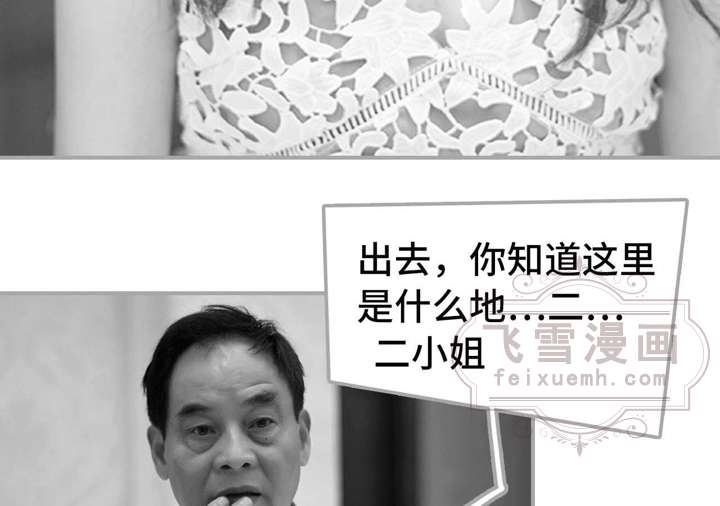 出去，你知道这里
是什么地…二…
二小姐
飞雪漫画
feixuemh.com